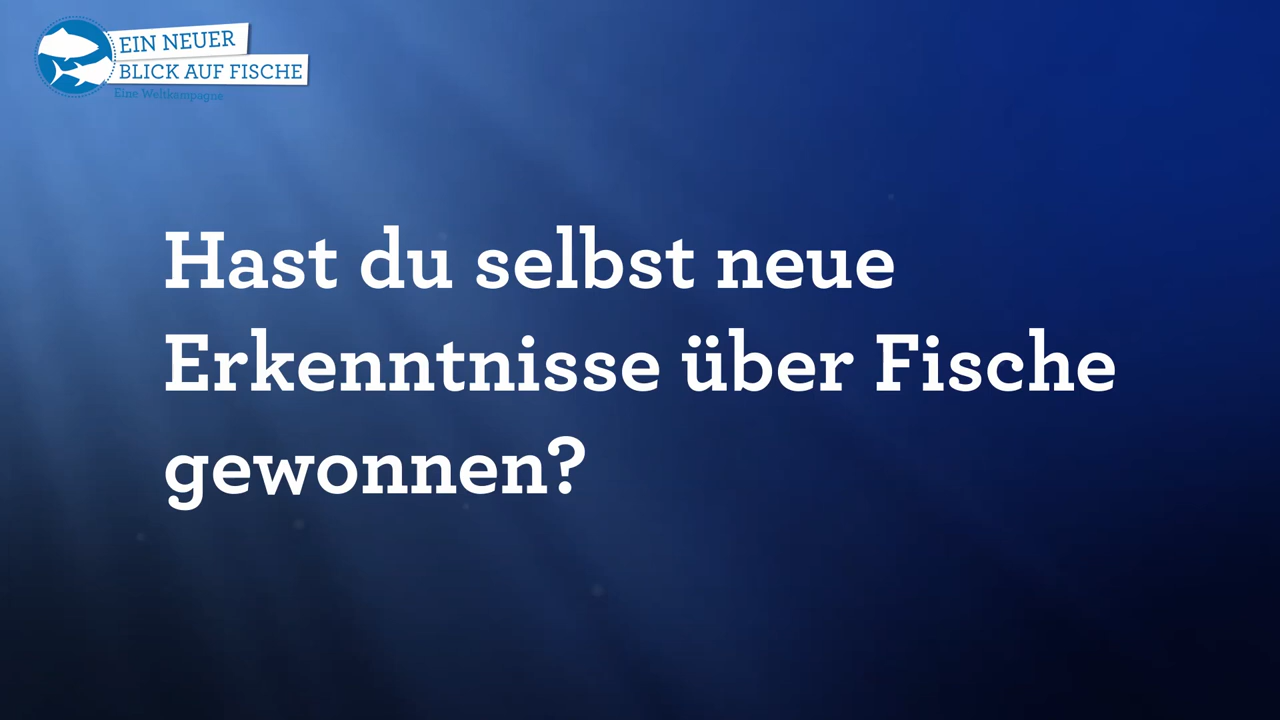 EIN NEUER
BLICK AUF FISCHE
Eine Weltkampagne
Hast du selbst neue
Erkenntnisse über Fische
gewonnen?